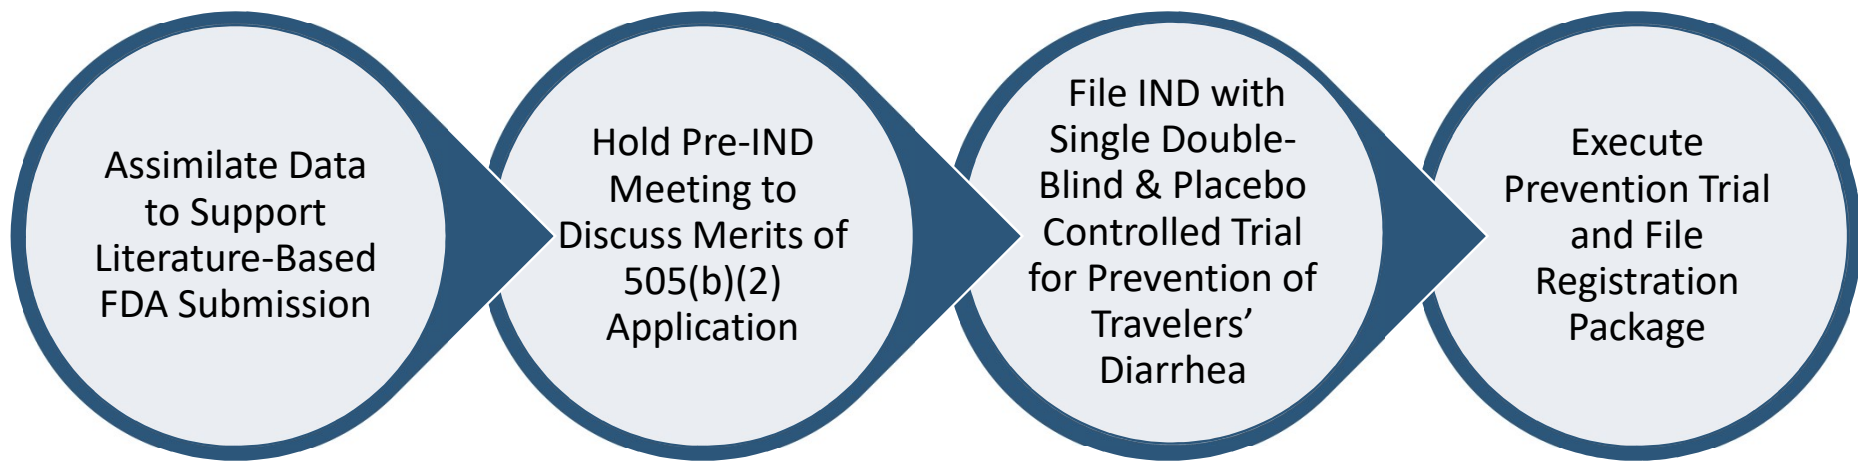 Assimilate Data
to Support
Literature-Based
FDA Submission
Hold Pre-IND
Meeting to
Discuss Merits of
505(b)(2)
Application
File IND with
Single Double-
Blind & Placebo
Controlled Trial
for Prevention of
Travelers’
Diarrhea
Execute
Prevention Trial
and File
Registration
Package